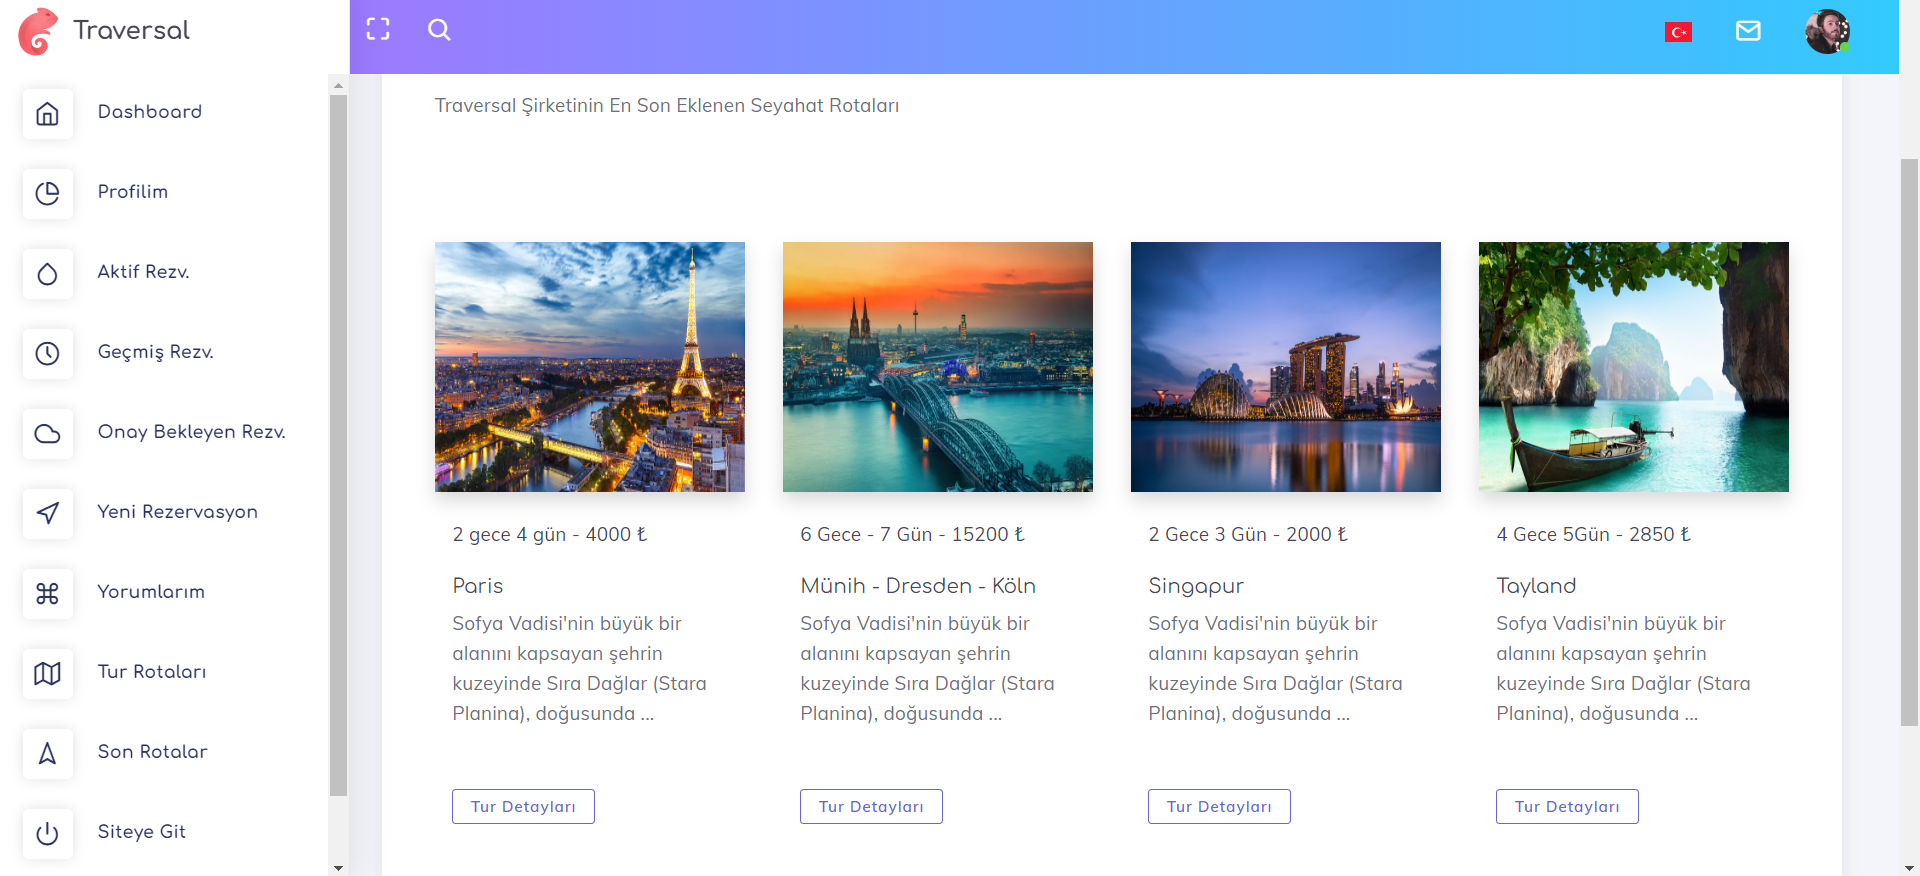 Traversal
Dashboard
Profilim
Aktif Rezv.
Geçmiş Rezv.
Onay Bekleyen Rezv.
Yeni Rezervasyon
Yorumlarım
Tur Rotaları
Son Rotalar
Siteye Git
Traversal Şirketinin En Son Eklenen Seyahat Rotaları
2 gece 4 gün - 4000 ₺
Paris
Sofya Vadisi'nin büyük bir
alanını kapsayan şehrin
kuzeyinde Sıra Dağlar (Stara
Planina), doğusunda ...
Tur Detayları
6 Gece - 7 Gün - 15200 ₺
Münih - Dresden - Köln
Sofya Vadisi'nin büyük bir
alanını kapsayan şehrin
kuzeyinde Sıra Dağlar (Stara
Planina), doğusunda ...
Tur Detayları
2 Gece 3 Gün - 2000 ₺
Singapur
Sofya Vadisi'nin büyük bir
alanını kapsayan şehrin
kuzeyinde Sıra Dağlar (Stara
Planina), doğusunda ...
Tur Detayları
4 Gece 5Gün - 2850 ₺
Tayland
Sofya Vadisi'nin büyük bir
alanını kapsayan şehrin
kuzeyinde Sıra Dağlar (Stara
Planina), doğusunda ...
Tur Detayları